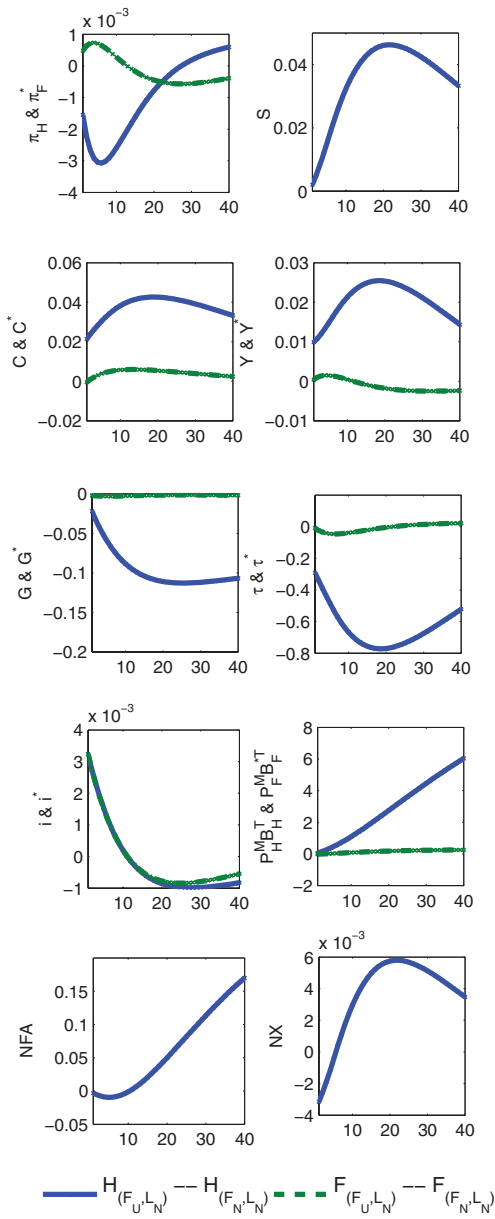 x 10⁻³
π_H & π_F^*
1
0
−1
−2
−3
−4
10 20 30 40
S
0.04
0.02
0
10 20 30 40
C & C^*
0.06
0.04
0.02
0
−0.02
10 20 30 40
Y & Y^*
0.03
0.02
0.01
0
−0.01
10 20 30 40
G & G^*
0
−0.05
−0.1
−0.15
−0.2
10 20 30 40
τ & τ^*
0
−0.2
−0.4
−0.6
−0.8
10 20 30 40
x 10⁻³
i & i^*
4
3
2
1
0
−1
10 20 30 40
P_H^M B_H^T & P_F^M B_F^{*T}
8
6
4
2
0
−2
10 20 30 40
NFA
0.15
0.1
0.05
0
−0.05
10 20 30 40
x 10⁻³
NX
6
4
2
0
−2
−4
10 20 30 40
H_(F_U,L_N) −− H_(F_N,L_N) F_(F_U,L_N) −− F_(F_N,L_N)